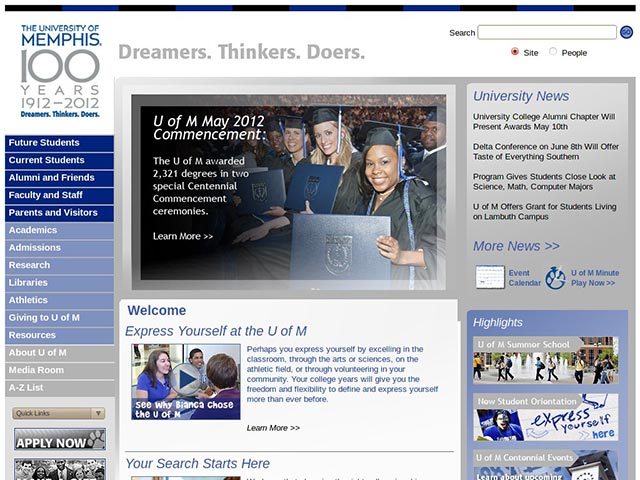 THE UNIVERSITY OF
MEMPHIS.
100
YEARS
1912–2012
Dreamers. Thinkers. Doers.
Dreamers. Thinkers. Doers.
Search
GO
Site
People
Future Students
Current Students
Alumni and Friends
Faculty and Staff
Parents and Visitors
Academics
Admissions
Research
Libraries
Athletics
Giving to U of M
Resources
About U of M
Media Room
A-Z List
Quick Links
APPLY NOW
U of M May 2012
Commencement:
The U of M awarded
2,321 degrees in two
special Centennial
Commencement
ceremonies.
Learn More >>
Welcome
Express Yourself at the U of M
Perhaps you express yourself by excelling in the
classroom, through the arts or sciences, on the
athletic field, or through volunteering in your
community. Your college years will give you the
freedom and flexibility to define and express yourself
more than ever before.
See Why Bianca Chose
the U of M
Learn More >>
Your Search Starts Here
University News
University College Alumni Chapter Will
Present Awards May 10th
Delta Conference on June 8th Will Offer
Taste of Everything Southern
Program Gives Students Close Look at
Science, Math, Computer Majors
U of M Offers Grant for Students Living
on Lambuth Campus
More News >>
Event
Calendar
U of M Minute
Play Now >>
Highlights
U of M Summer School
New Student Orientation
express
yourself
here
U of M Centennial Events
Learn about upcoming